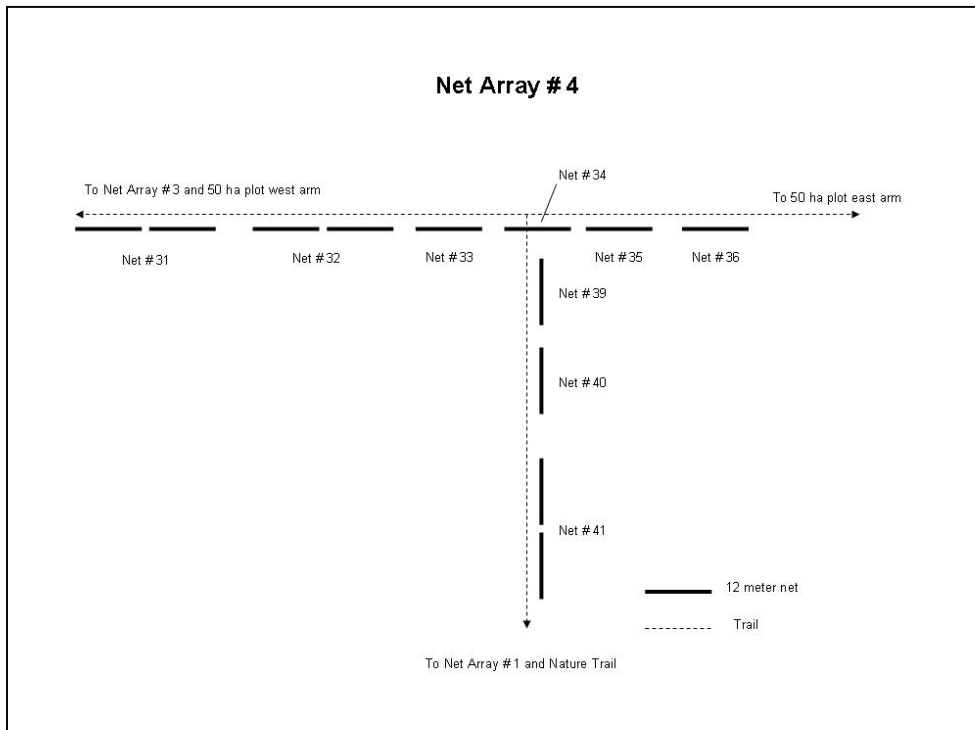 Net Array # 4
Net #34
To Net Array #3 and 50 ha plot west arm
To 50 ha plot east arm
Net #31
Net #32
Net #33
Net #35
Net #36
Net #39
Net #40
Net #41
12 meter net
Trail
To Net Array #1 and Nature Trail